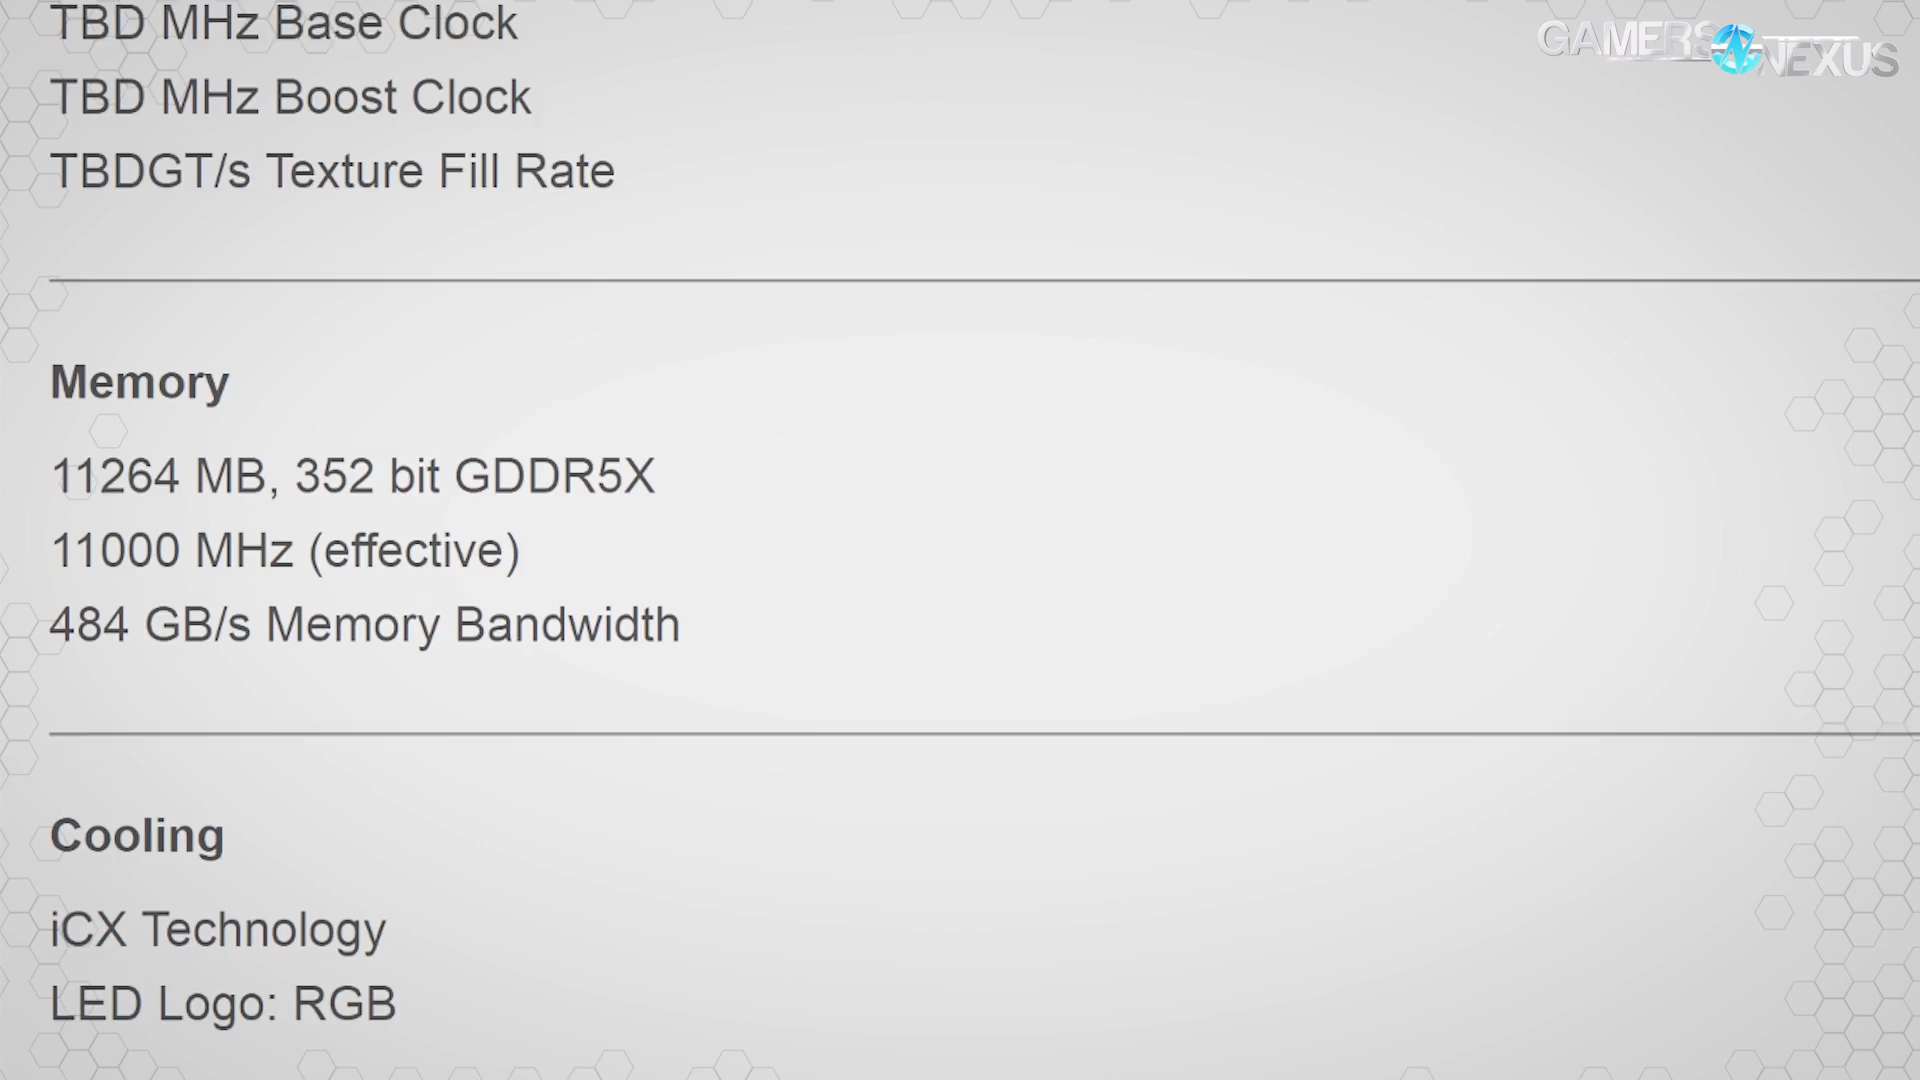 TBD MHz Base Clock
GAMERS NEXUS
TBD MHz Boost Clock
TBDGT/s Texture Fill Rate
Memory
11264 MB, 352 bit GDDR5X
11000 MHz (effective)
484 GB/s Memory Bandwidth
Cooling
iCX Technology
LED Logo: RGB